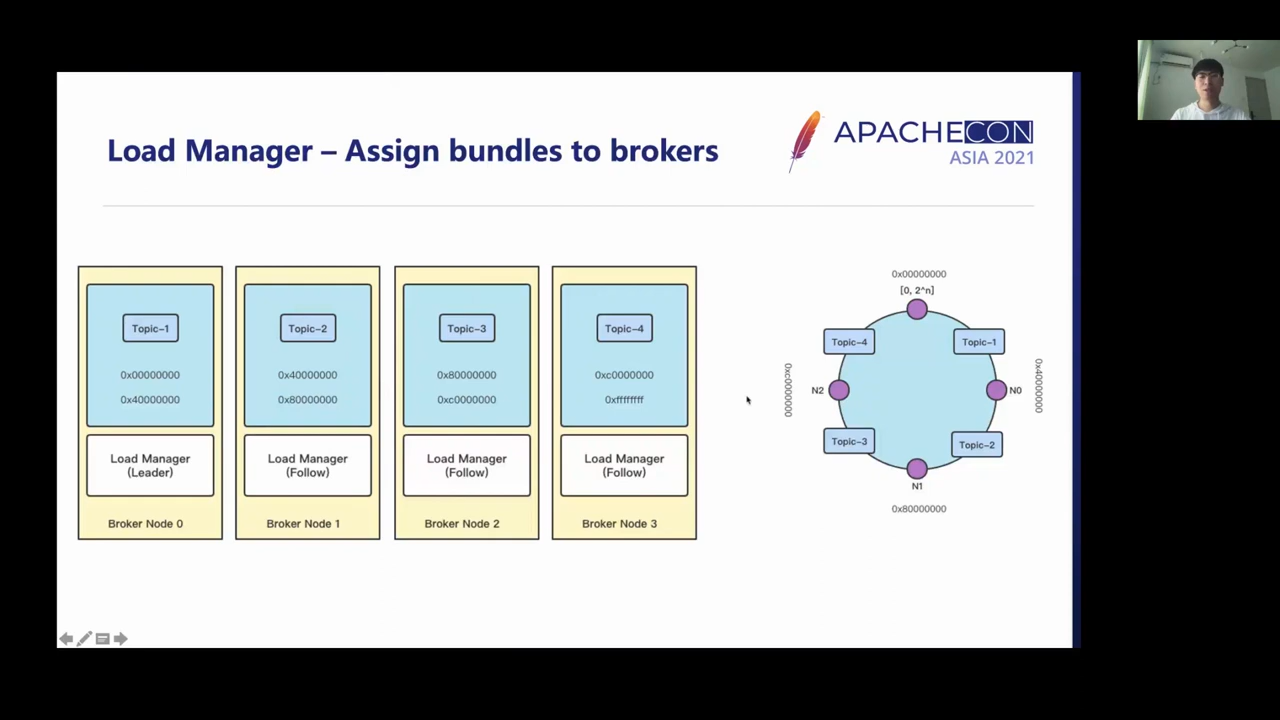 Load Manager – Assign bundles to brokers
APACHECON
ASIA 2021
Topic-1
0x00000000
0x40000000
Load Manager
(Leader)
Broker Node 0
Topic-2
0x40000000
0x80000000
Load Manager
(Follow)
Broker Node 1
Topic-3
0x80000000
0xc0000000
Load Manager
(Follow)
Broker Node 2
Topic-4
0xc0000000
0xffffffff
Load Manager
(Follow)
Broker Node 3
0x00000000
[0, 2^n]
Topic-4
Topic-1
0xc0000000
N2
N0
0x40000000
Topic-3
Topic-2
N1
0x80000000